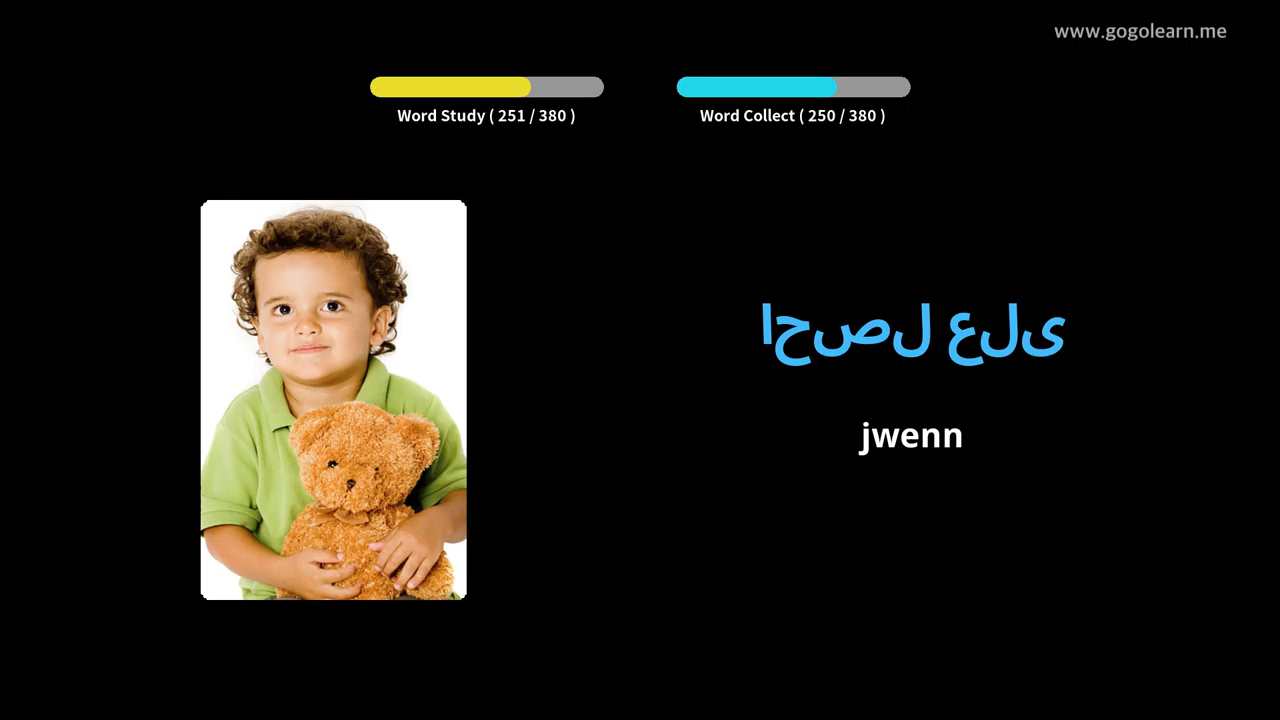 www.gogolearn.me
Word Study ( 251 / 380 )
Word Collect ( 250 / 380 )
احصل على
jwenn